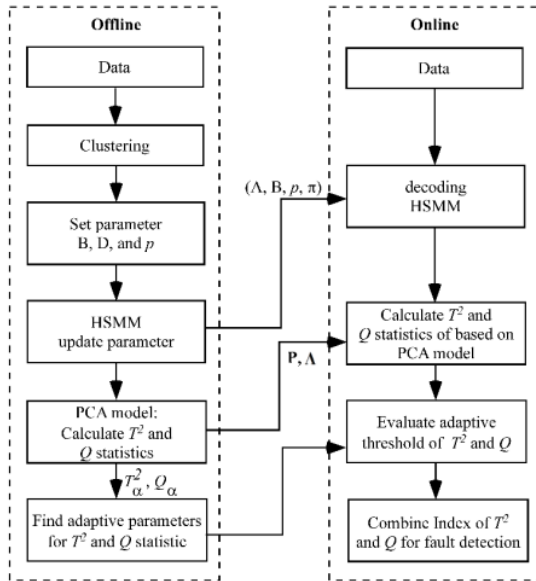 Offline
Data
Clustering
Set parameter
B, D, and p
HSMM
update parameter
PCA model:
Calculate T² and
Q statistics
T²α , Qα
Find adaptive parameters
for T² and Q statistic
(Λ, B, p, π)
P, Λ
Online
Data
decoding
HSMM
Calculate T² and
Q statistics of based on
PCA model
Evaluate adaptive
threshold of T² and Q
Combine Index of T²
and Q for fault detection